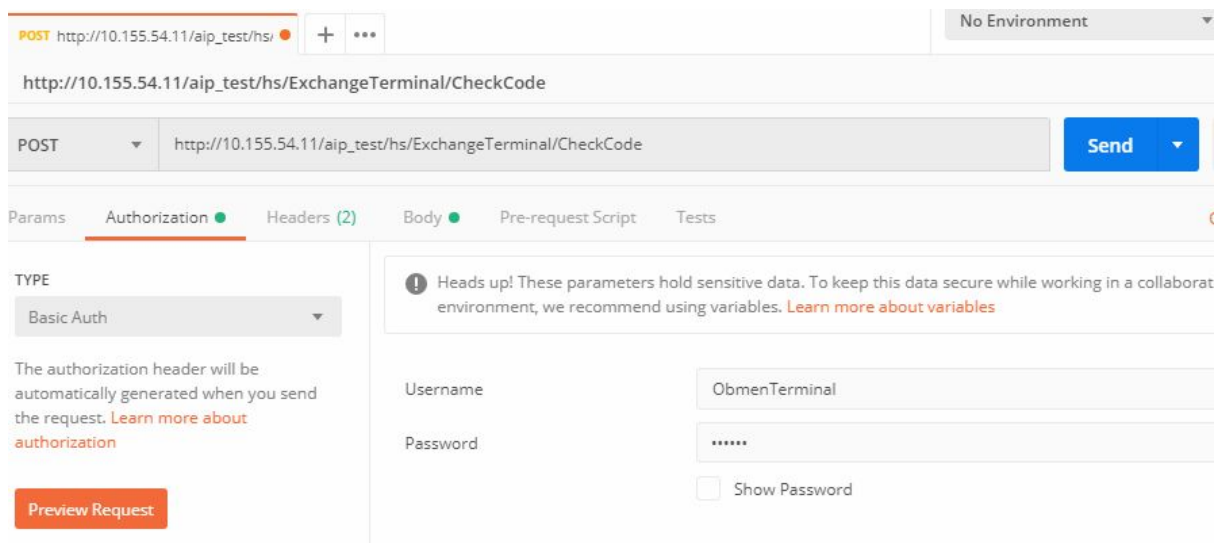 POST http://10.155.54.11/aip_test/hs/
No Environment
http://10.155.54.11/aip_test/hs/ExchangeTerminal/CheckCode
POST http://10.155.54.11/aip_test/hs/ExchangeTerminal/CheckCode Send
Params Authorization Headers (2) Body Pre-request Script Tests
TYPE
Basic Auth
The authorization header will be
automatically generated when you send
the request. Learn more about
authorization
Preview Request
Heads up! These parameters hold sensitive data. To keep this data secure while working in a collaborat
environment, we recommend using variables. Learn more about variables
Username ObmenTerminal
Password ••••••
Show Password